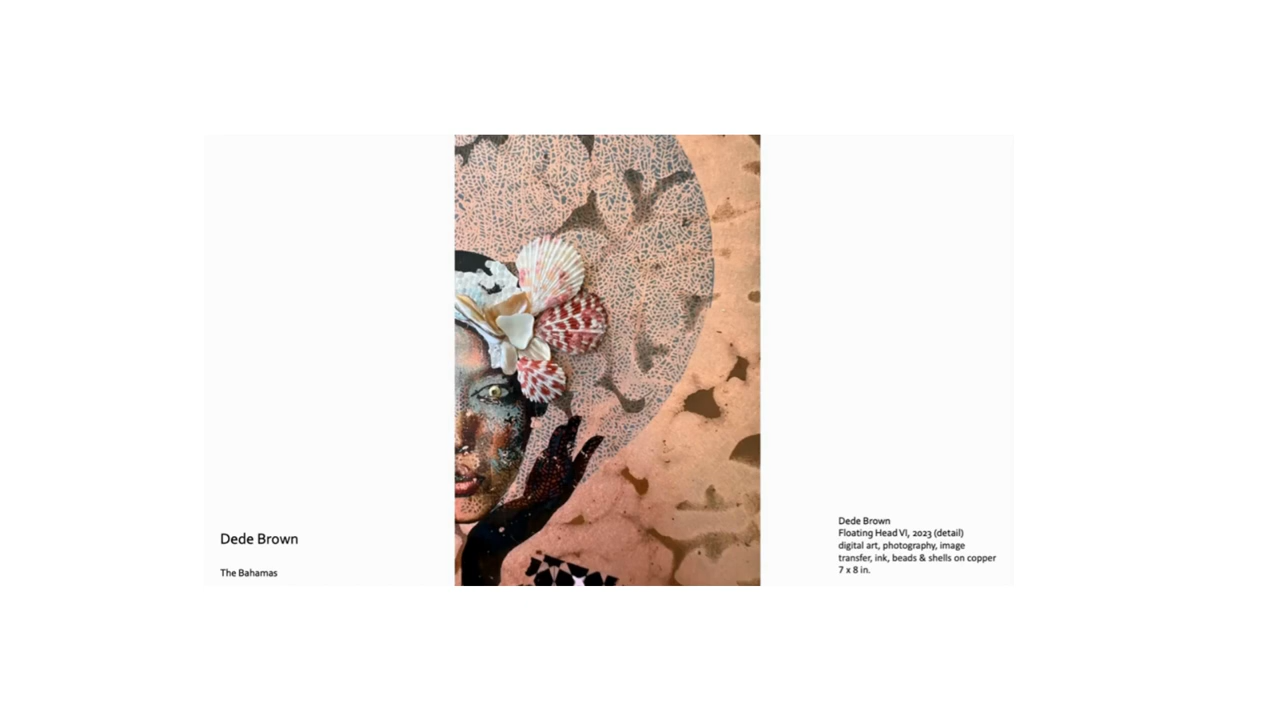 Dede Brown
The Bahamas
Dede Brown
Floating Head VI, 2023 (detail)
digital art, photography, image
transfer, ink, beads & shells on copper
7 x 8 in.